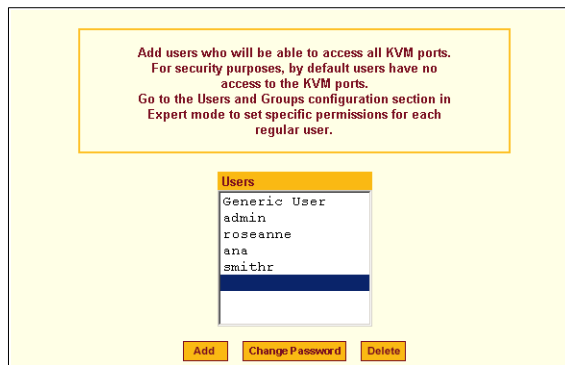 Add users who will be able to access all KVM ports.
For security purposes, by default users have no
access to the KVM ports.
Go to the Users and Groups configuration section in
Expert mode to set specific permissions for each
regular user.
Users
Generic User
admin
roseanne
ana
smithr
Add Change Password Delete